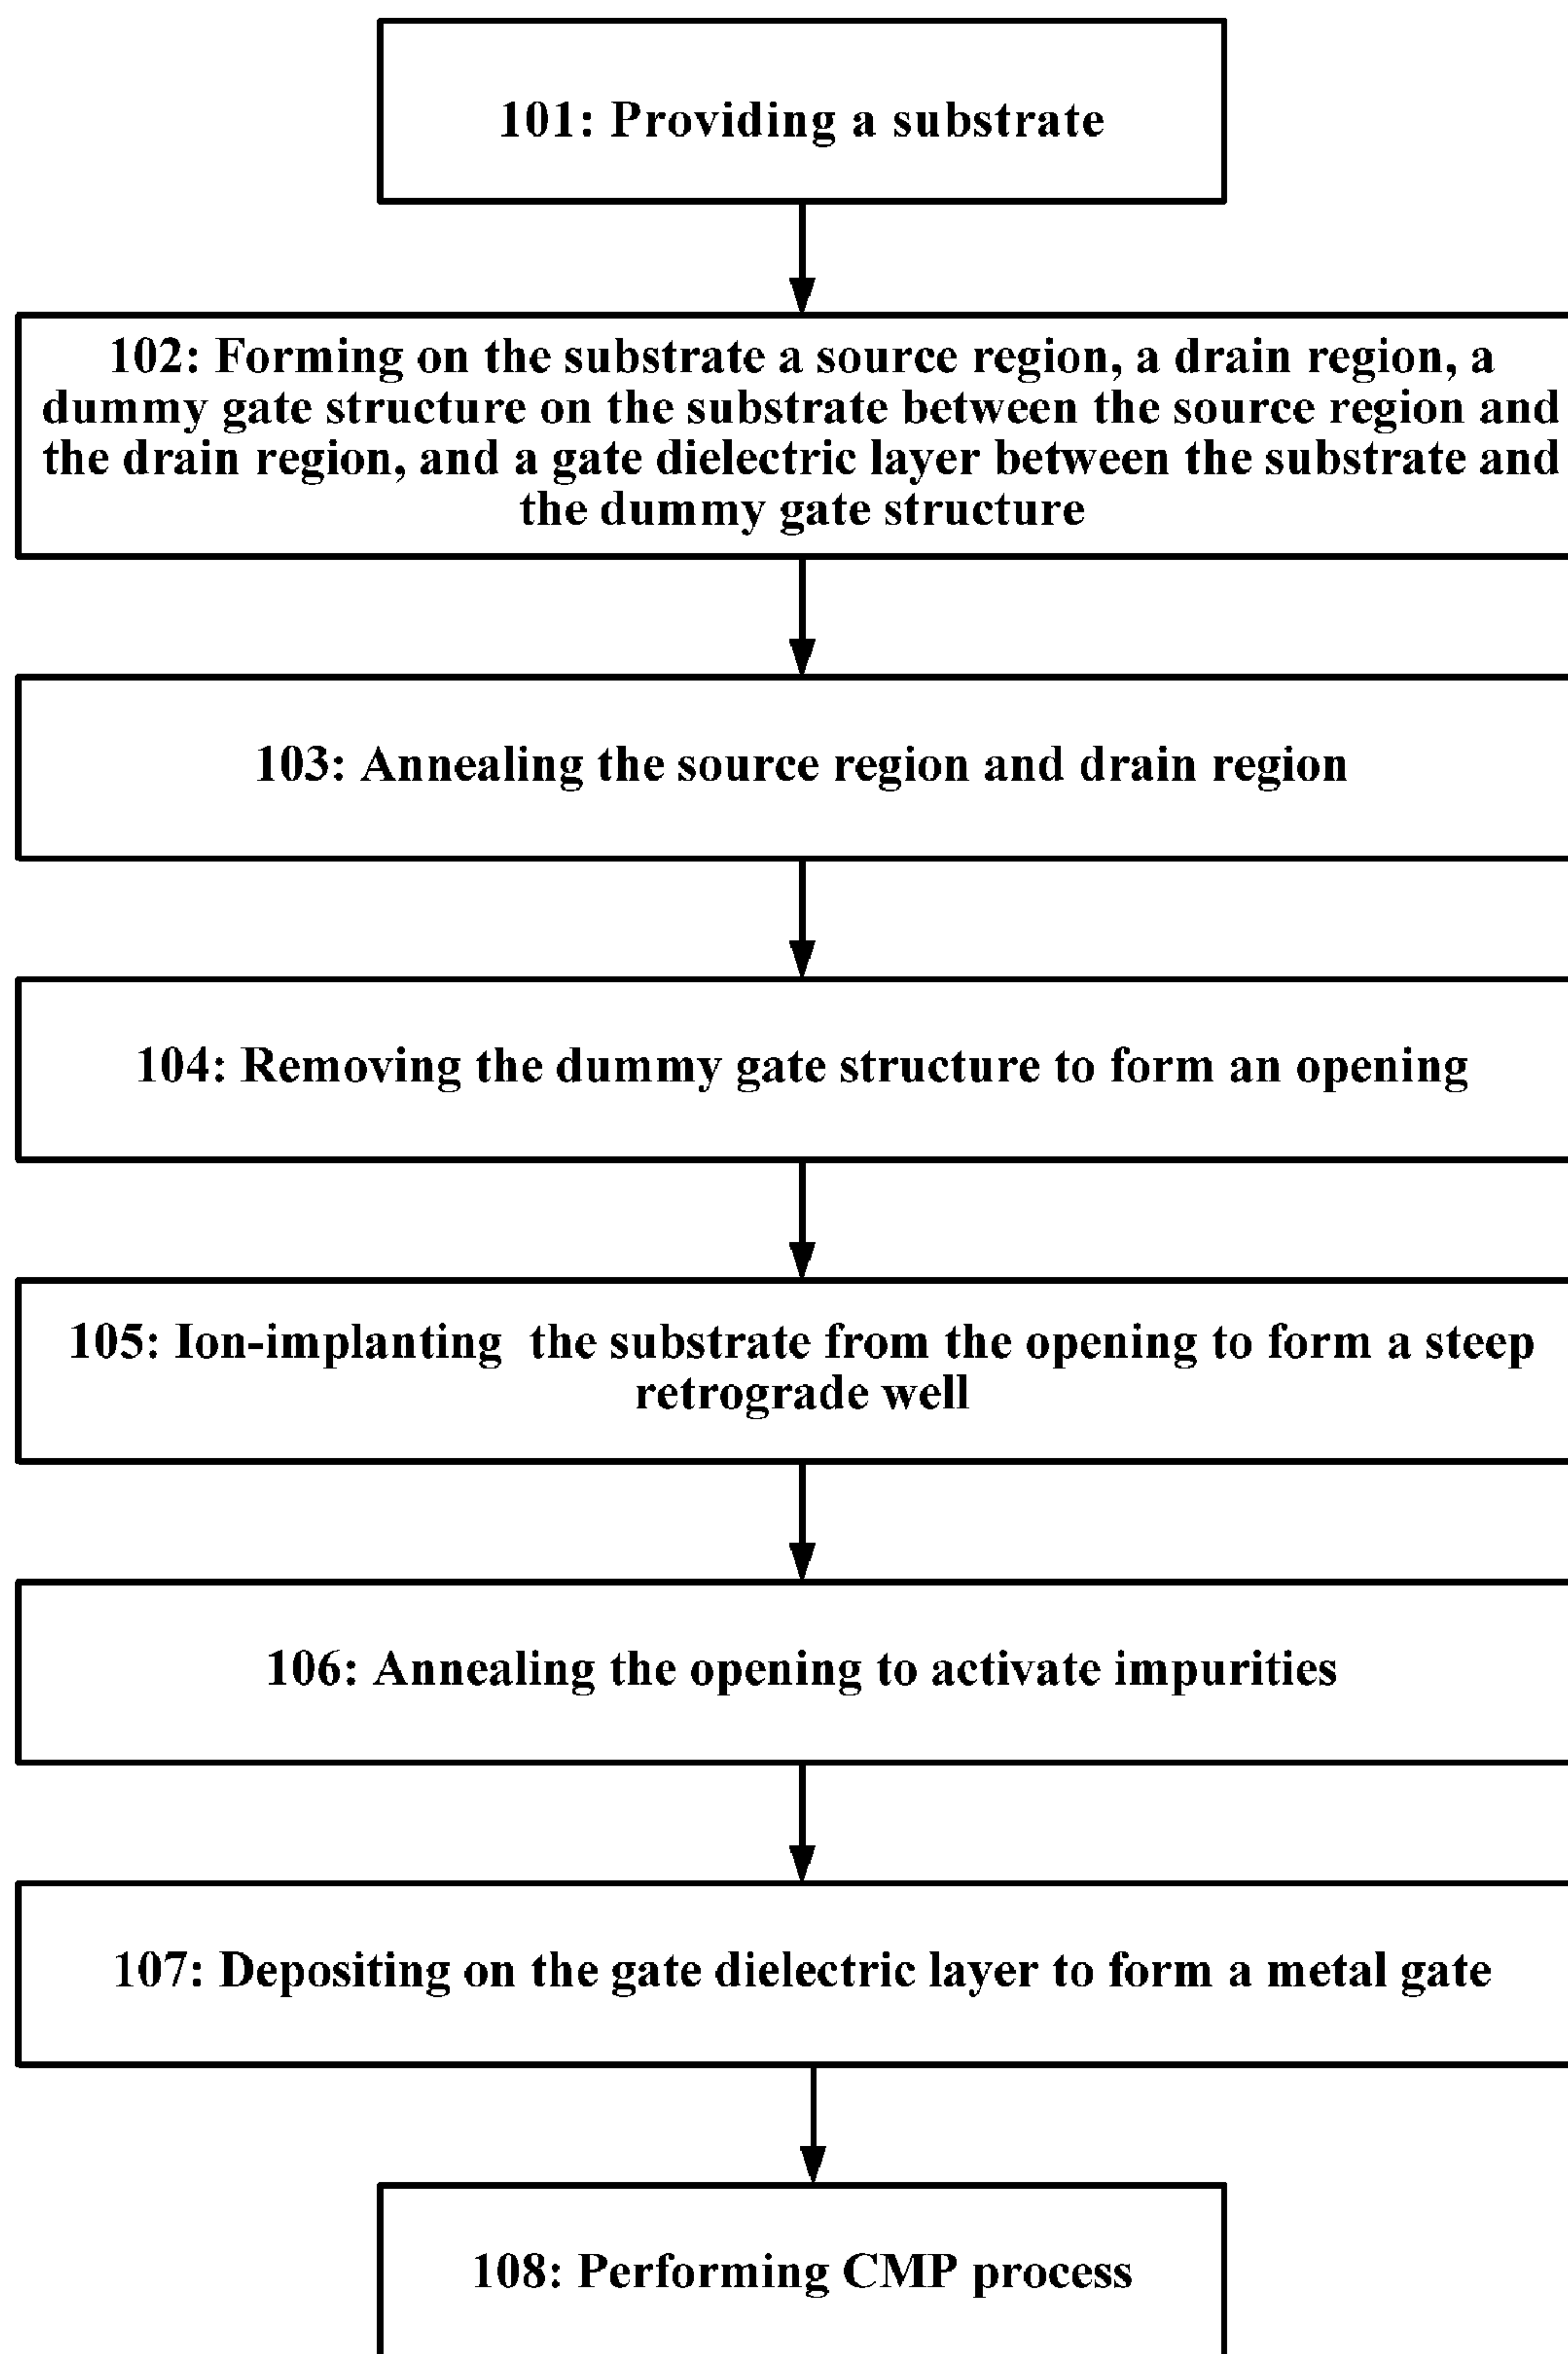 101: Providing a substrate
102: Forming on the substrate a source region, a drain region, a
dummy gate structure on the substrate between the source region and
the drain region, and a gate dielectric layer between the substrate and
the dummy gate structure
103: Annealing the source region and drain region
104: Removing the dummy gate structure to form an opening
105: Ion-implanting the substrate from the opening to form a steep
retrograde well
106: Annealing the opening to activate impurities
107: Depositing on the gate dielectric layer to form a metal gate
108: Performing CMP process